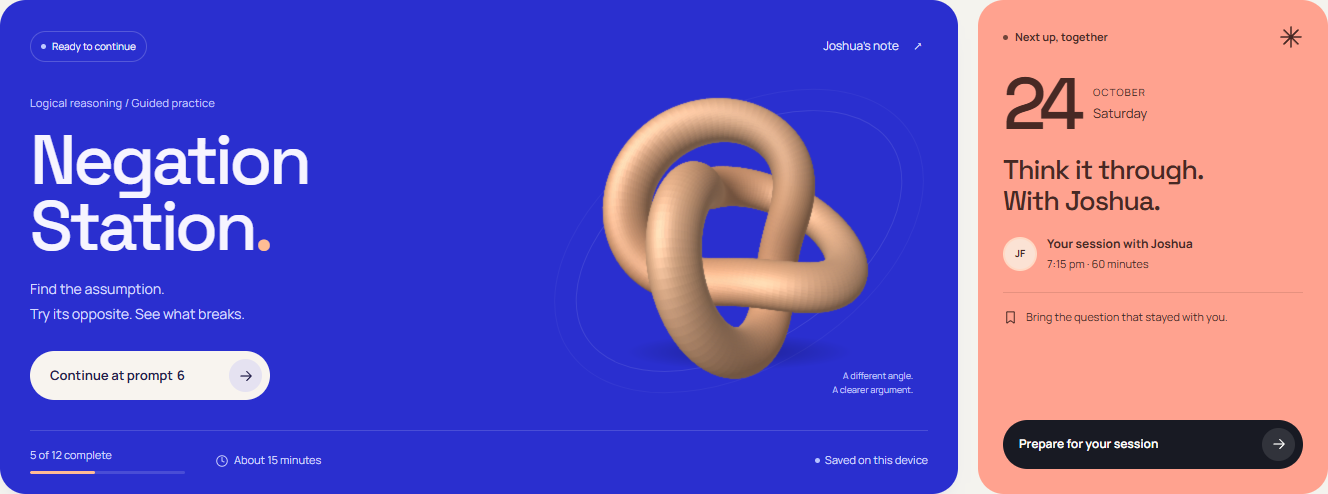 Ready to continue
Joshua's note ↗
Logical reasoning / Guided practice
Negation
Station.
Find the assumption.
Try its opposite. See what breaks.
Continue at prompt 6
A different angle.
A clearer argument.
5 of 12 complete
About 15 minutes
Saved on this device
Next up, together
24
OCTOBER
Saturday
Think it through.
With Joshua.
JF
Your session with Joshua
7:15 pm · 60 minutes
Bring the question that stayed with you.
Prepare for your session